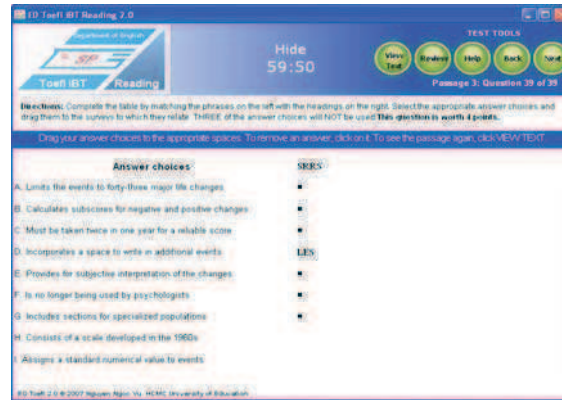 ED Toefl iBT Reading 2.0
Department of English
SP
Toefl iBT Reading
Hide
59:50
TEST TOOLS
View Text
Review
Help
Back
Next
Passage 3: Question 39 of 39
Directions: Complete the table by matching the phrases on the left with the headings on the right. Select the appropriate answer choices and
drag them to the surveys to which they relate. THREE of the answer choices will NOT be used. This question is worth 4 points.
Drag your answer choices to the appropriate spaces. To remove an answer, click on it. To see the passage again, click VIEW TEXT
Answer choices
SRRS
A. Limits the events to forty-three major life changes
B. Calculates subscores for negative and positive changes
C. Must be taken twice in one year for a reliable score
D. Incorporates a space to write in additional events
LES
E. Provides for subjective interpretation of the changes
F. Is no longer being used by psychologists
G. Includes sections for specialized populations
H. Consists of a scale developed in the 1960s
I. Assigns a standard numerical value to events
ED Toefl 2.0 © 2007 Nguyen Ngoc Vu. HCMC University of Education